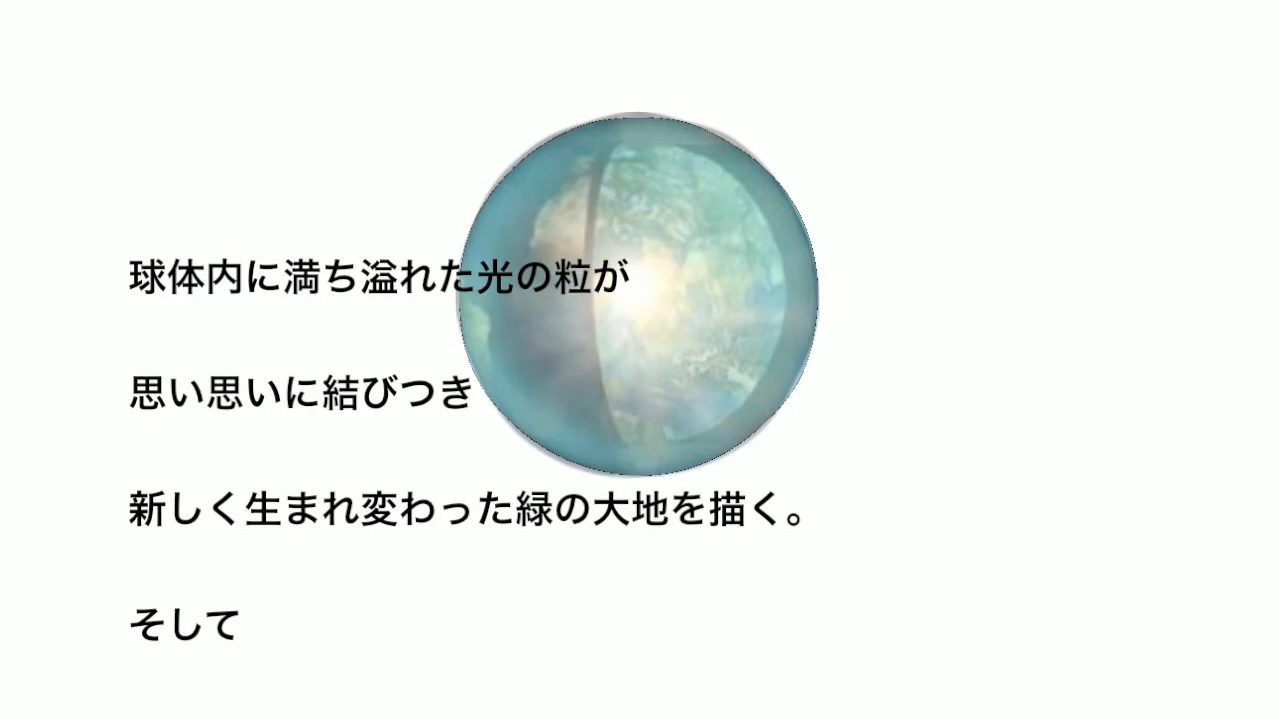 球体内に満ち溢れた光の粒が
思い思いに結びつき
新しく生まれ変わった緑の大地を描く。
そして